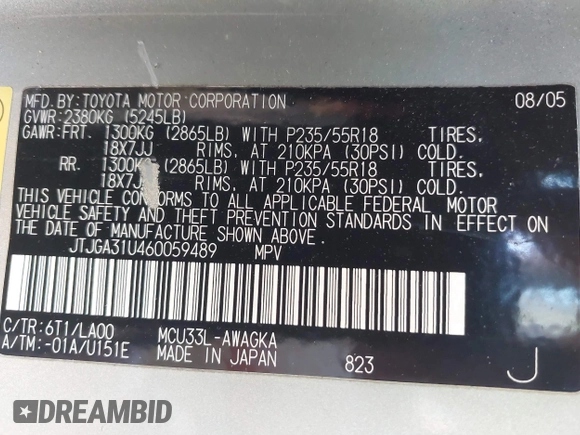 MFD.BY:TOYOTA MOTOR CORPORATION 08/05
GVWR:2380KG (5245LB)
GAWR:FRT. 1300KG (2865LB) WITH P235/55R18 TIRES,
18X7JJ RIMS, AT 210KPA (30PSI) COLD.
RR. 1300KG (2865LB) WITH P235/55R18 TIRES,
18X7JJ RIMS, AT 210KPA (30PSI) COLD.
THIS VEHICLE CONFORMS TO ALL APPLICABLE FEDERAL MOTOR
VEHICLE SAFETY AND THEFT PREVENTION STANDARDS IN EFFECT ON
THE DATE OF MANUFACTURE SHOWN ABOVE.
JTJGA31U460059489 MPV
C/TR:6T1/LA00 MCU33L-AWAGKA
A/TM:-01A/U151E MADE IN JAPAN 823 J
DREAMBID